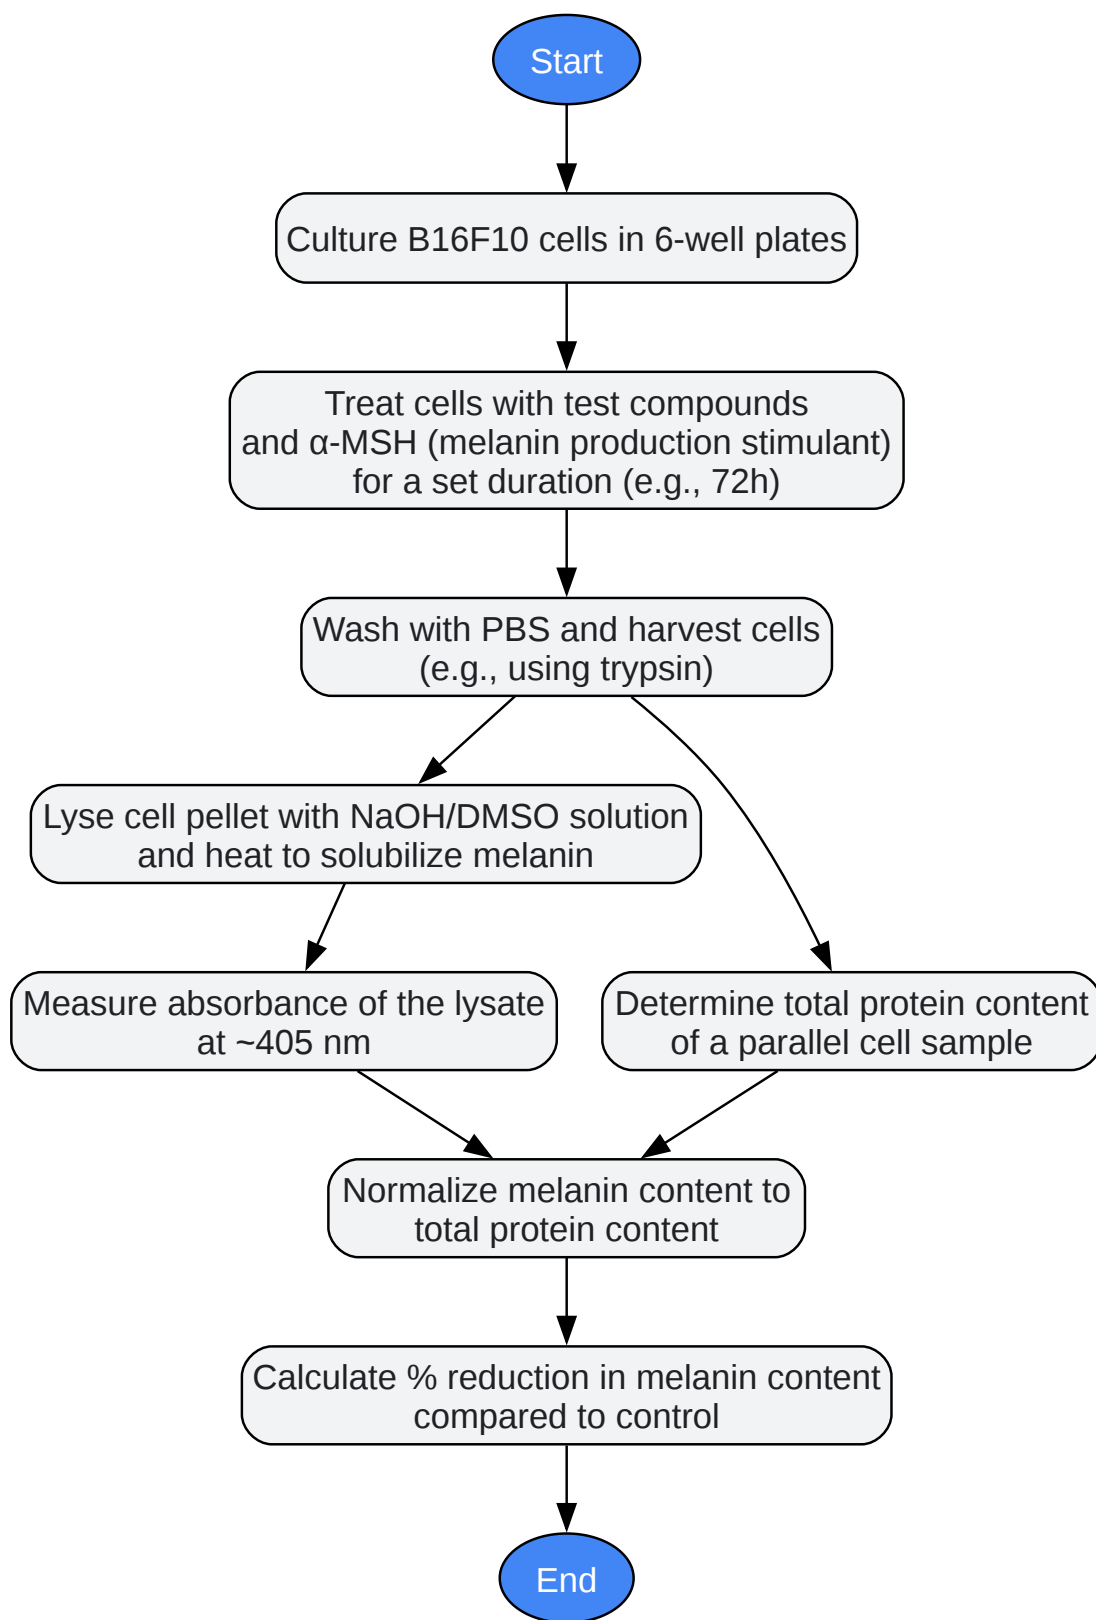 Start
Culture B16F10 cells in 6-well plates
Treat cells with test compounds
and α-MSH (melanin production stimulant)
for a set duration (e.g., 72h)
Wash with PBS and harvest cells
(e.g., using trypsin)
Lyse cell pellet with NaOH/DMSO solution
and heat to solubilize melanin
Measure absorbance of the lysate
at ~405 nm
Determine total protein content
of a parallel cell sample
Normalize melanin content to
total protein content
Calculate % reduction in melanin content
compared to control
End